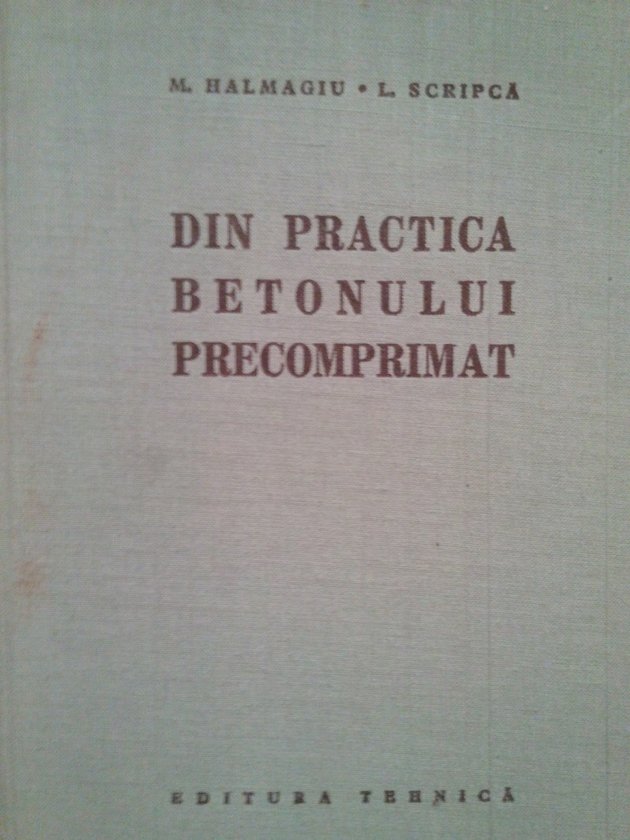 M. HALMAGIU • L. SCRIPCĂ
DIN PRACTICA
BETONULUI
PRECOMPRIMAT
EDITURA TEHNICĂ